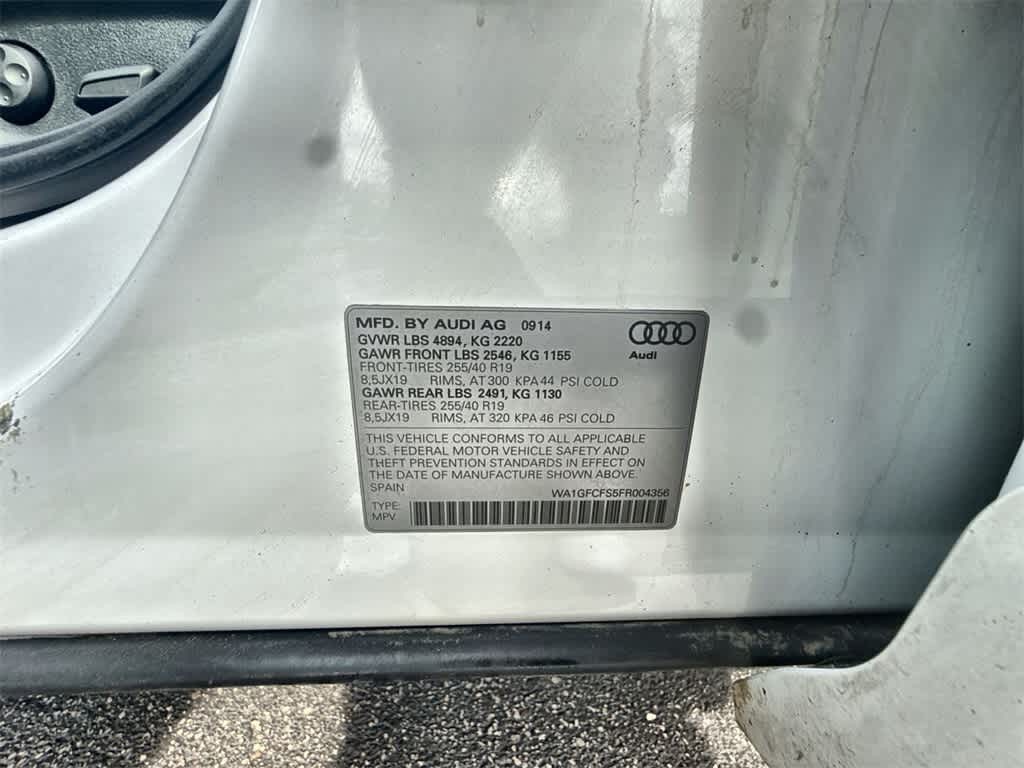 MFD. BY AUDI AG 0914
GVWR LBS 4894, KG 2220
GAWR FRONT LBS 2546, KG 1155
FRONT-TIRES 255/40 R19
8,5JX19 RIMS, AT 300 KPA 44 PSI COLD
GAWR REAR LBS 2491, KG 1130
REAR-TIRES 255/40 R19
8,5JX19 RIMS, AT 320 KPA 46 PSI COLD
Audi
THIS VEHICLE CONFORMS TO ALL APPLICABLE
U.S. FEDERAL MOTOR VEHICLE SAFETY AND
THEFT PREVENTION STANDARDS IN EFFECT ON
THE DATE OF MANUFACTURE SHOWN ABOVE.
SPAIN WA1GFCFS5FR004356
TYPE:
MPV